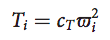 Tᵢ = c_T ϖᵢ²